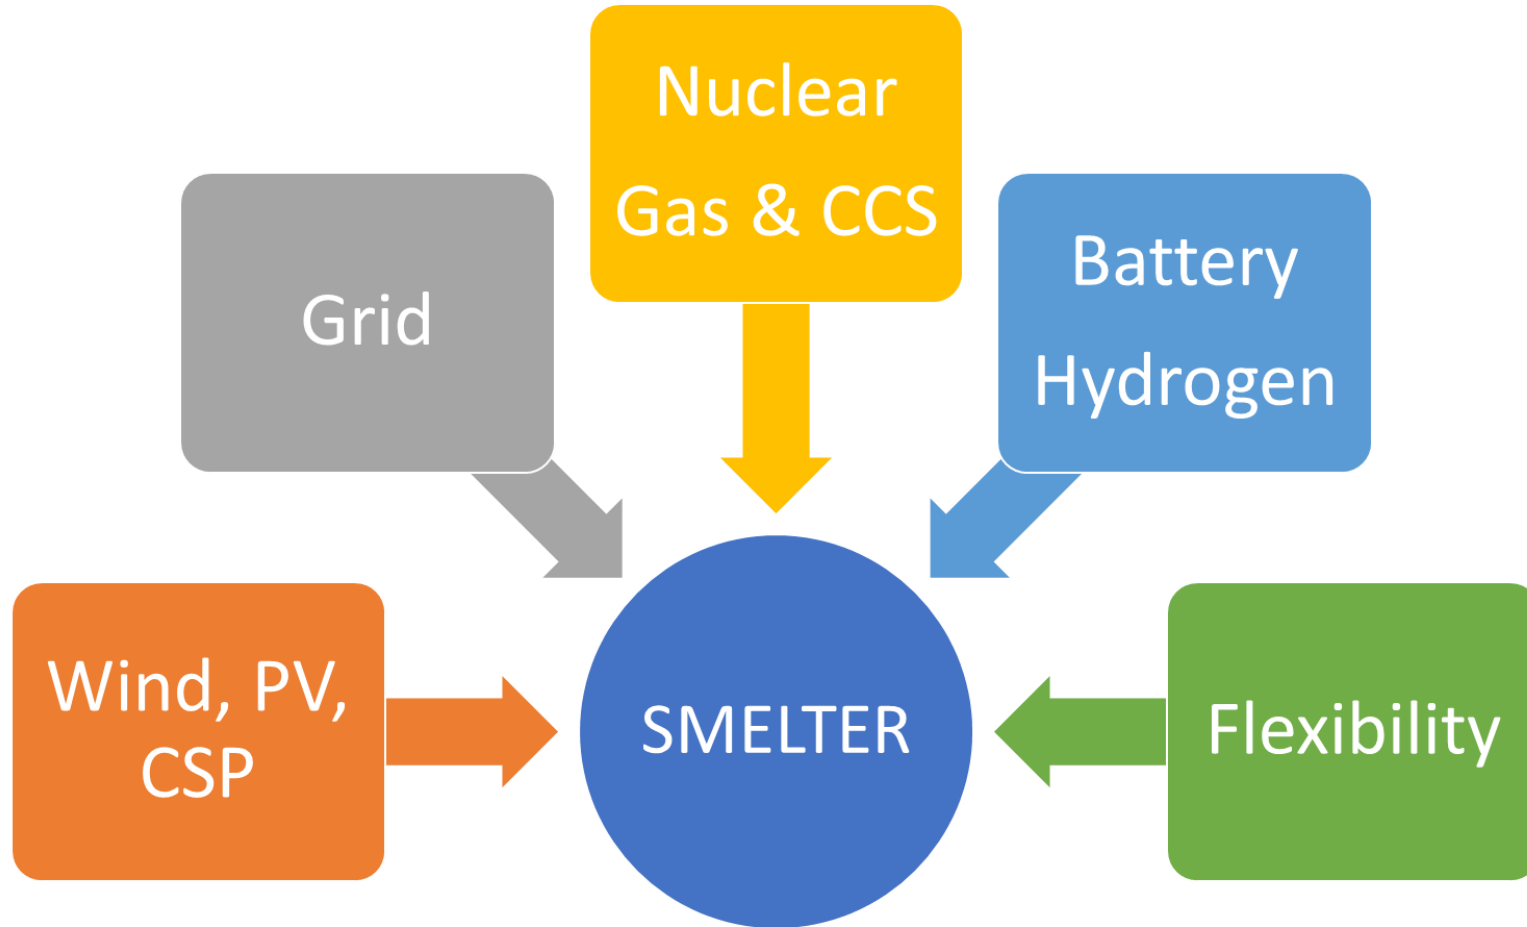 Nuclear
Gas & CCS
Grid
Battery
Hydrogen
Wind, PV,
CSP
SMELTER
Flexibility